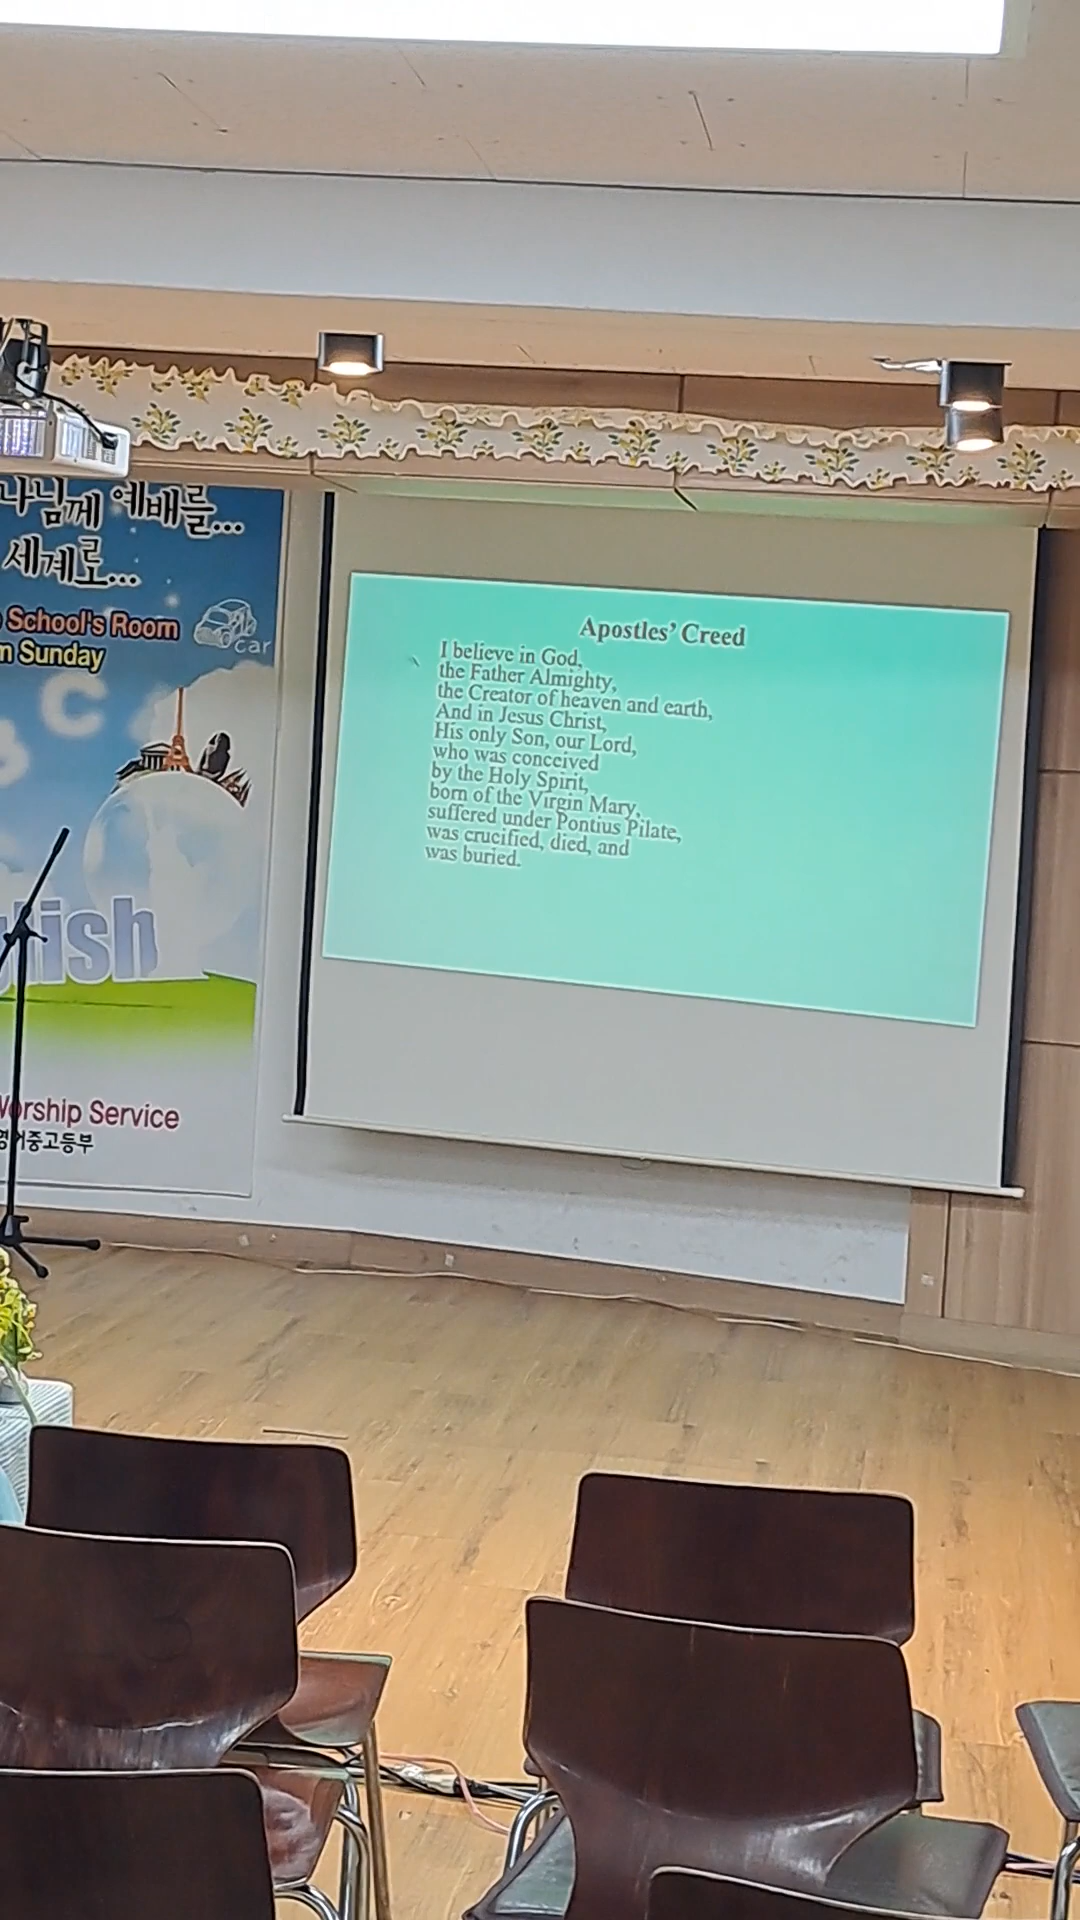 예배를...
세계로...
School's Room
Sunday
car
C
Apostles' Creed
I believe in God,
the Father Almighty,
the Creator of heaven and earth,
And in Jesus Christ,
His only Son, our Lord,
who was conceived
by the Holy Spirit,
born of the Virgin Mary,
suffered under Pontius Pilate,
was crucified, died, and
was buried.
Worship Service
영어중고등부